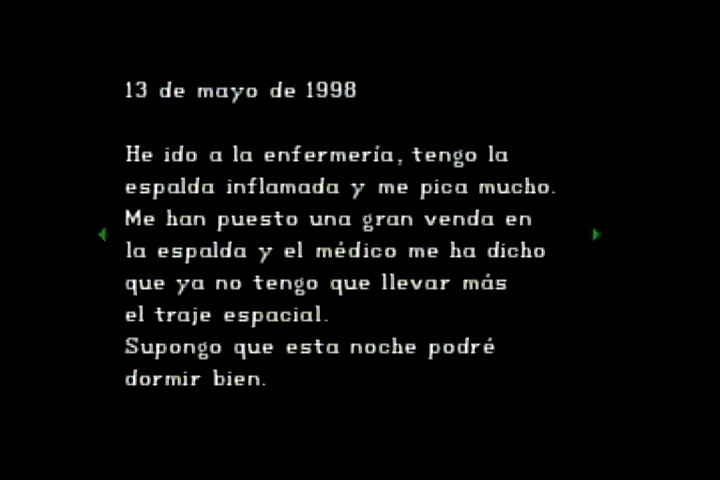 13 de mayo de 1998
He ido a la enfermería, tengo la
espalda inflamada y me pica mucho.
Me han puesto una gran venda en
la espalda y el médico me ha dicho
que ya no tengo que llevar más
el traje espacial.
Supongo que esta noche podré
dormir bien.